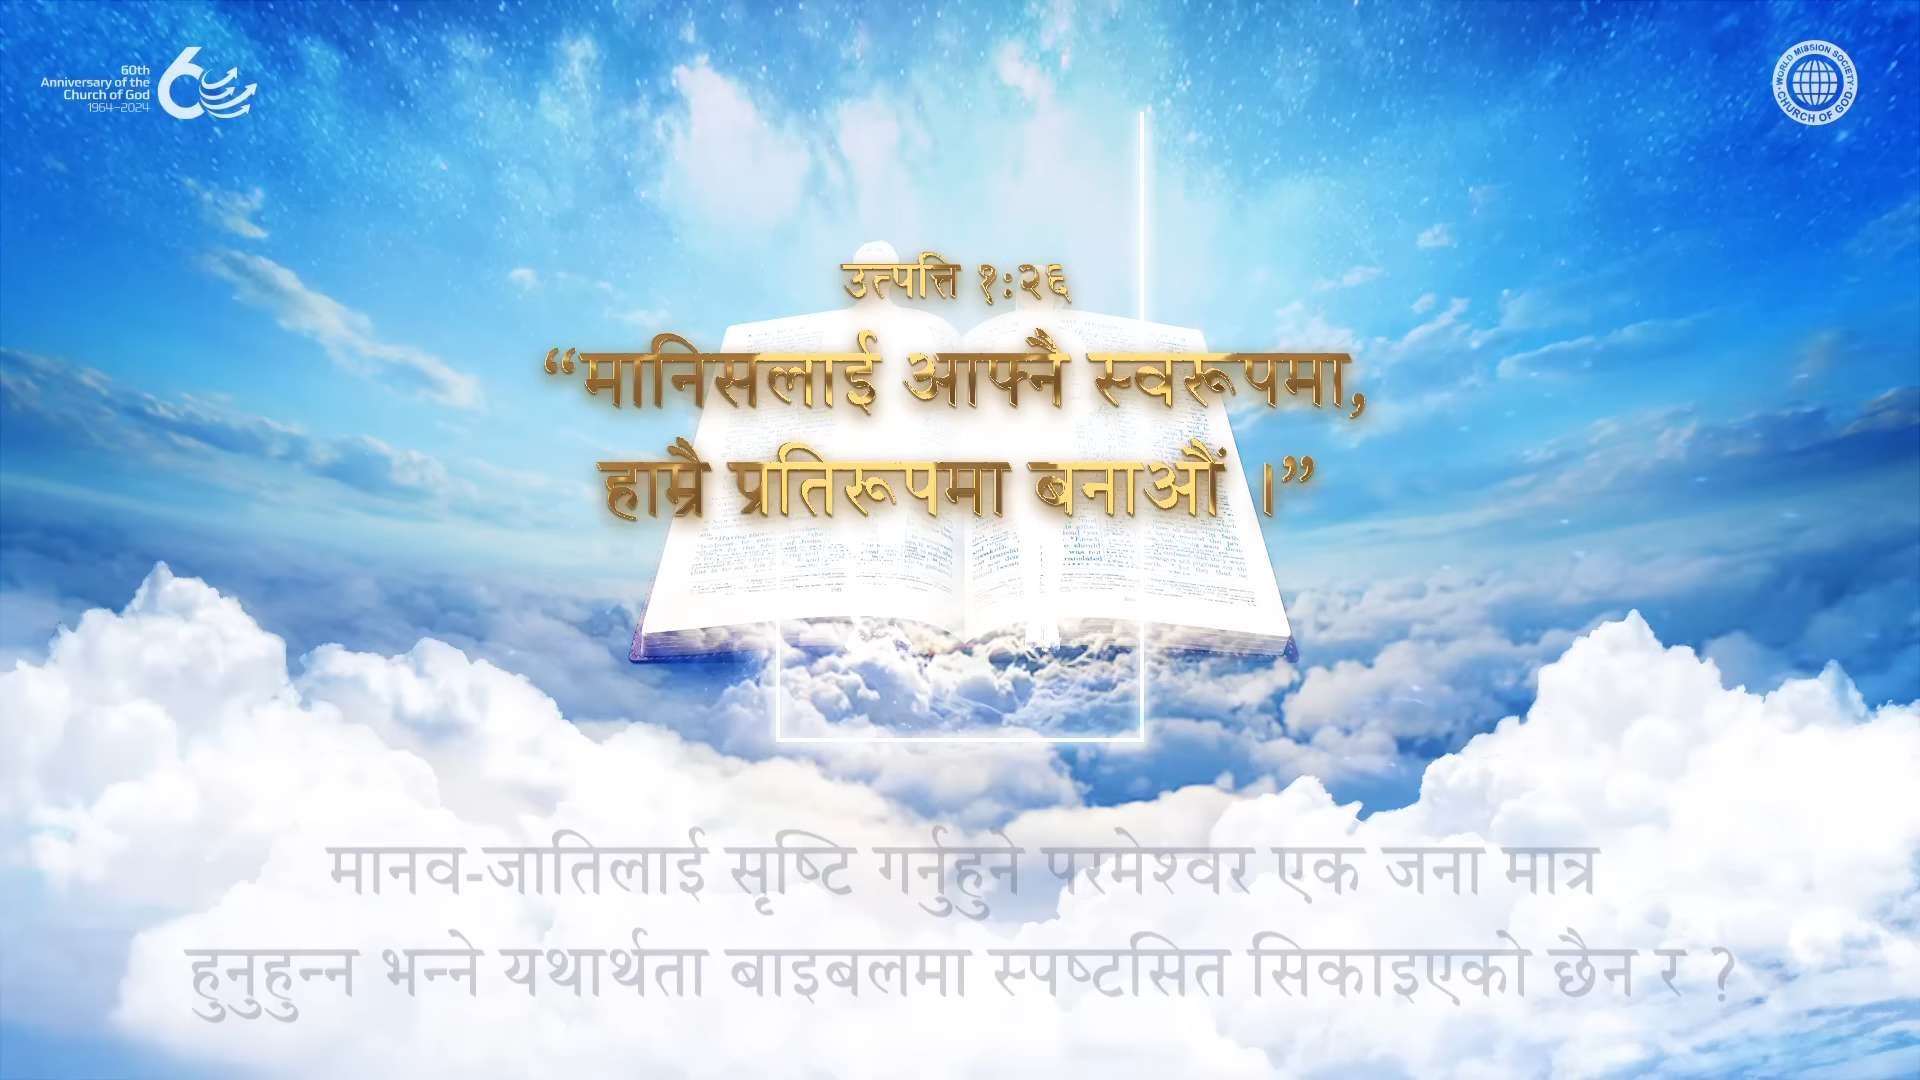 60th
Anniversary of the
Church of God
1964–2024
WORLD MISSION SOCIETY
CHURCH OF GOD
उत्पत्ति १:२६
“मानिसलाई आफ्नै स्वरूपमा,
हाम्रै प्रतिरूपमा बनाऔं ।”
मानव-जातिलाई सृष्टि गर्नुहुने परमेश्वर एक जना मात्र
हुनुहुन्न भन्ने यथार्थता बाइबलमा स्पष्टसित सिकाइएको छैन र ?